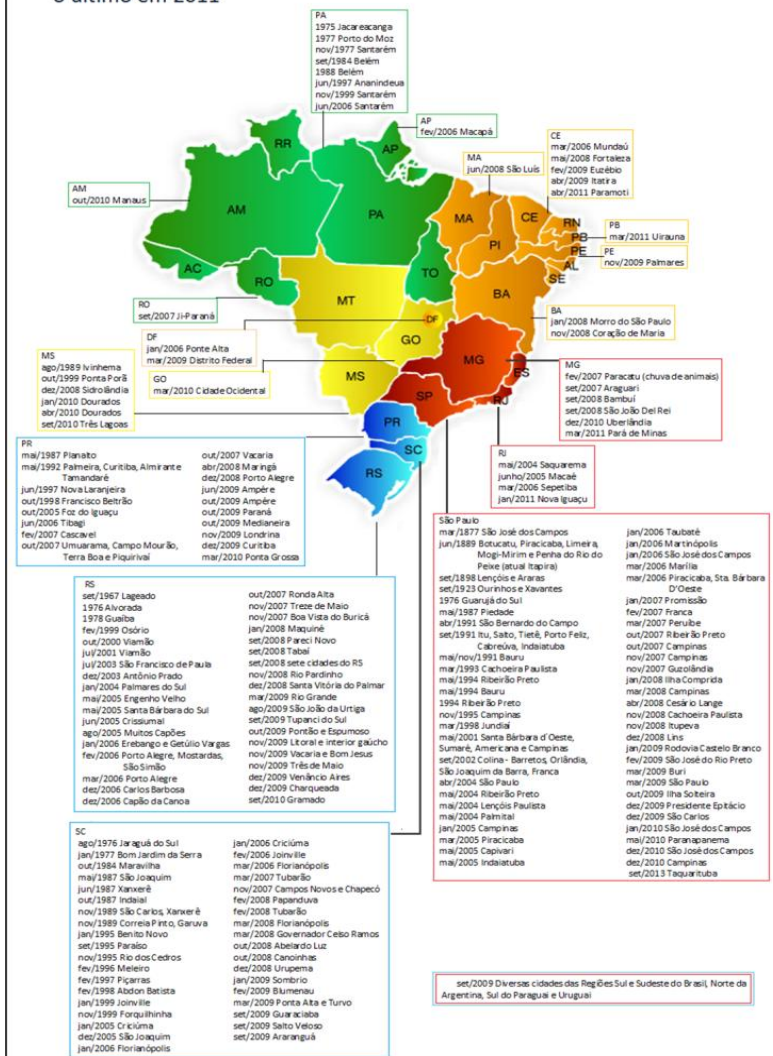 o último em 2011
PA
1975 Jacareacanga
1977 Porto do Moz
nov/1977 Santarém
set/1984 Belém
1988 Belém
jun/1997 Ananindeua
nov/1999 Santarém
jun/2006 Santarém
AP
fev/2006 Macapá
CE
mar/2006 Mundaú
mai/2008 Fortaleza
fev/2009 Euzébio
abr/2009 Itatira
abr/2011 Paramoti
MA
jun/2008 São Luís
AM
out/2010 Manaus
PB
mar/2011 Uirauna
PE
nov/2009 Palmares
RR
AP
AM
PA
MA
CE
RN
PB
PE
AL
SE
PI
AC
RO
TO
BA
MT
DF
GO
MG
ES
MS
SP
RJ
PR
SC
RS
RO
set/2007 Ji-Paraná
DF
jan/2006 Ponte Alta
mar/2009 Distrito Federal
BA
jan/2008 Morro do São Paulo
nov/2008 Coração de Maria
GO
mar/2010 Cidade Ocidental
MS
ago/1989 Ivinhema
out/1999 Ponta Porã
dez/2008 Sidrolândia
jan/2010 Dourados
abr/2010 Dourados
set/2010 Três Lagoas
MG
fev/2007 Paracatu (chuva de animais)
set/2007 Araguari
set/2008 Bambuí
set/2008 São João Del Rei
dez/2010 Uberlândia
mar/2011 Pará de Minas
RJ
mai/2004 Saquarema
junho/2005 Macaé
mar/2006 Sepetiba
jan/2011 Nova Iguaçu
PR
mai/1987 Planalto
mai/1992 Palmeira, Curitiba, Almirante
Tamandaré
jun/1997 Nova Laranjeira
out/1998 Francisco Beltrão
out/2005 Foz do Iguaçu
jun/2006 Tibagi
fev/2007 Cascavel
out/2007 Umuarama, Campo Mourão,
Terra Boa e Piquirivaí
out/2007 Vacaria
abr/2008 Maringá
dez/2008 Porto Alegre
jun/2009 Ampére
out/2009 Ampére
out/2009 Paraná
out/2009 Medianeira
nov/2009 Londrina
dez/2009 Curitiba
mar/2010 Ponta Grossa
São Paulo
mar/1877 São José dos Campos
jun/1889 Botucatu, Piracicaba, Limeira,
Mogi-Mirim e Penha do Rio do
Peixe (atual Itapira)
set/1898 Lençóis e Araras
set/1923 Ourinhos e Xavantes
1976 Guarujá do Sul
mai/1987 Piedade
abr/1991 São Bernardo do Campo
set/1991 Itu, Salto, Tietê, Porto Feliz,
Cabreúva, Indaiatuba
mai/nov/1991 Bauru
mar/1993 Cachoeira Paulista
mai/1994 Ribeirão Preto
mai/1994 Bauru
1994 Ribeirão Preto
nov/1995 Campinas
mar/1998 Jundiaí
mai/2001 Santa Bárbara d´Oeste,
Sumaré, Americana e Campinas
set/2002 Colina - Barretos, Orlândia,
São Joaquim da Barra, Franca
abr/2004 São Paulo
mai/2004 Ribeirão Preto
mai/2004 Lençóis Paulista
mai/2004 Palmital
jan/2005 Campinas
mar/2005 Piracicaba
mai/2005 Capivari
mai/2005 Indaiatuba
jan/2006 Taubaté
jan/2006 Martinópolis
jan/2006 São José dos Campos
mar/2006 Marília
mar/2006 Piracicaba, Sta. Bárbara
D'Oeste
jan/2007 Promissão
fev/2007 Franca
mar/2007 Peruíbe
out/2007 Ribeirão Preto
out/2007 Campinas
nov/2007 Campinas
nov/2007 Guzolândia
jan/2008 Ilha Comprida
mar/2008 Campinas
abr/2008 Cesário Lange
nov/2008 Cachoeira Paulista
nov/2008 Itupeva
dez/2008 Lins
jan/2009 Rodovia Castelo Branco
fev/2009 São José do Rio Preto
mar/2009 Buri
mar/2009 São Paulo
out/2009 Ilha Solteira
dez/2009 Presidente Epitácio
dez/2009 São Carlos
jan/2010 São José dos Campos
mai/2010 Paranapanema
dez/2010 São José dos Campos
dez/2010 Campinas
set/2013 Taquarituba
RS
set/1967 Lageado
1976 Alvorada
1978 Guaíba
fev/1999 Osório
out/2000 Viamão
jul/2001 Viamão
jul/2003 São Francisco de Paula
dez/2003 Antônio Prado
jan/2004 Palmares do Sul
mai/2005 Engenho Velho
mai/2005 Santa Bárbara do Sul
jun/2005 Crissiumal
ago/2005 Muitos Capões
jan/2006 Erebango e Getúlio Vargas
fev/2006 Porto Alegre, Mostardas,
São Simão
mar/2006 Porto Alegre
dez/2006 Carlos Barbosa
dez/2006 Capão da Canoa
out/2007 Ronda Alta
nov/2007 Treze de Maio
nov/2007 Boa Vista do Buricá
jan/2008 Maquiné
set/2008 Pareci Novo
set/2008 Tabaí
set/2008 sete cidades do RS
nov/2008 Rio Pardinho
dez/2008 Santa Vitória do Palmar
mar/2009 Rio Grande
ago/2009 São João da Urtiga
set/2009 Tupanci do Sul
out/2009 Pontão e Espumoso
nov/2009 Litoral e interior gaúcho
nov/2009 Vacaria e Bom Jesus
nov/2009 Três de Maio
nov/2009 Venâncio Aires
dez/2009 Charqueada
set/2010 Gramado
SC
ago/1976 Jaraguá do Sul
jan/1977 Bom Jardim da Serra
out/1984 Maravilha
mai/1987 São Joaquim
jun/1987 Xanxerê
out/1987 Indaial
nov/1989 São Carlos, Xanxerê
nov/1989 Correia Pinto, Garuva
jan/1995 Benito Novo
set/1995 Paraíso
nov/1995 Rio dos Cedros
fev/1996 Meleiro
fev/1997 Piçarras
fev/1998 Abdon Batista
jan/1999 Joinville
nov/1999 Forquilhinha
jan/2005 Criciúma
dez/2005 São Joaquim
jan/2006 Florianópolis
jan/2006 Criciúma
fev/2006 Joinville
mar/2006 Florianópolis
mar/2007 Tubarão
nov/2007 Campos Novos e Chapecó
fev/2008 Papanduva
fev/2008 Tubarão
mar/2008 Florianópolis
mar/2008 Governador Celso Ramos
out/2008 Abelardo Luz
out/2008 Canoinhas
dez/2008 Urupema
jan/2009 Sombrio
fev/2009 Blumenau
mar/2009 Ponta Alta e Turvo
set/2009 Guaraciaba
set/2009 Salto Veloso
set/2009 Araranguá
set/2009 Diversas cidades das Regiões Sul e Sudeste do Brasil, Norte da
Argentina, Sul do Paraguai e Uruguai